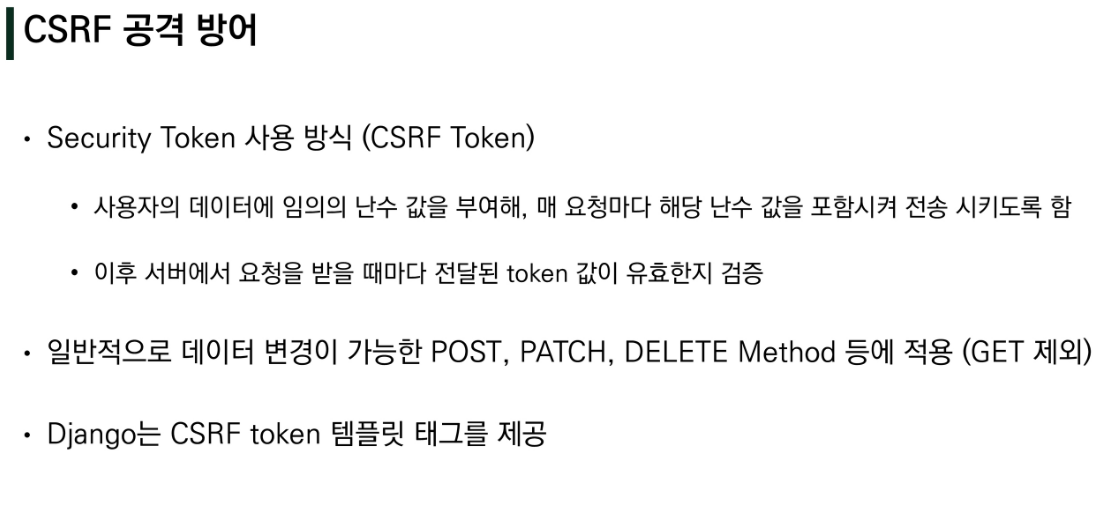 CSRF 공격 방어
• Security Token 사용 방식 (CSRF Token)
• 사용자의 데이터에 임의의 난수 값을 부여해, 매 요청마다 해당 난수 값을 포함시켜 전송 시키도록 함
• 이후 서버에서 요청을 받을 때마다 전달된 token 값이 유효한지 검증
• 일반적으로 데이터 변경이 가능한 POST, PATCH, DELETE Method 등에 적용 (GET 제외)
• Django는 CSRF token 템플릿 태그를 제공